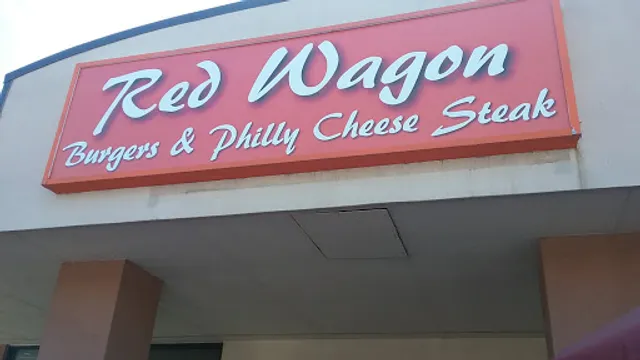 Red Wagon
Burgers & Philly Cheese Steak